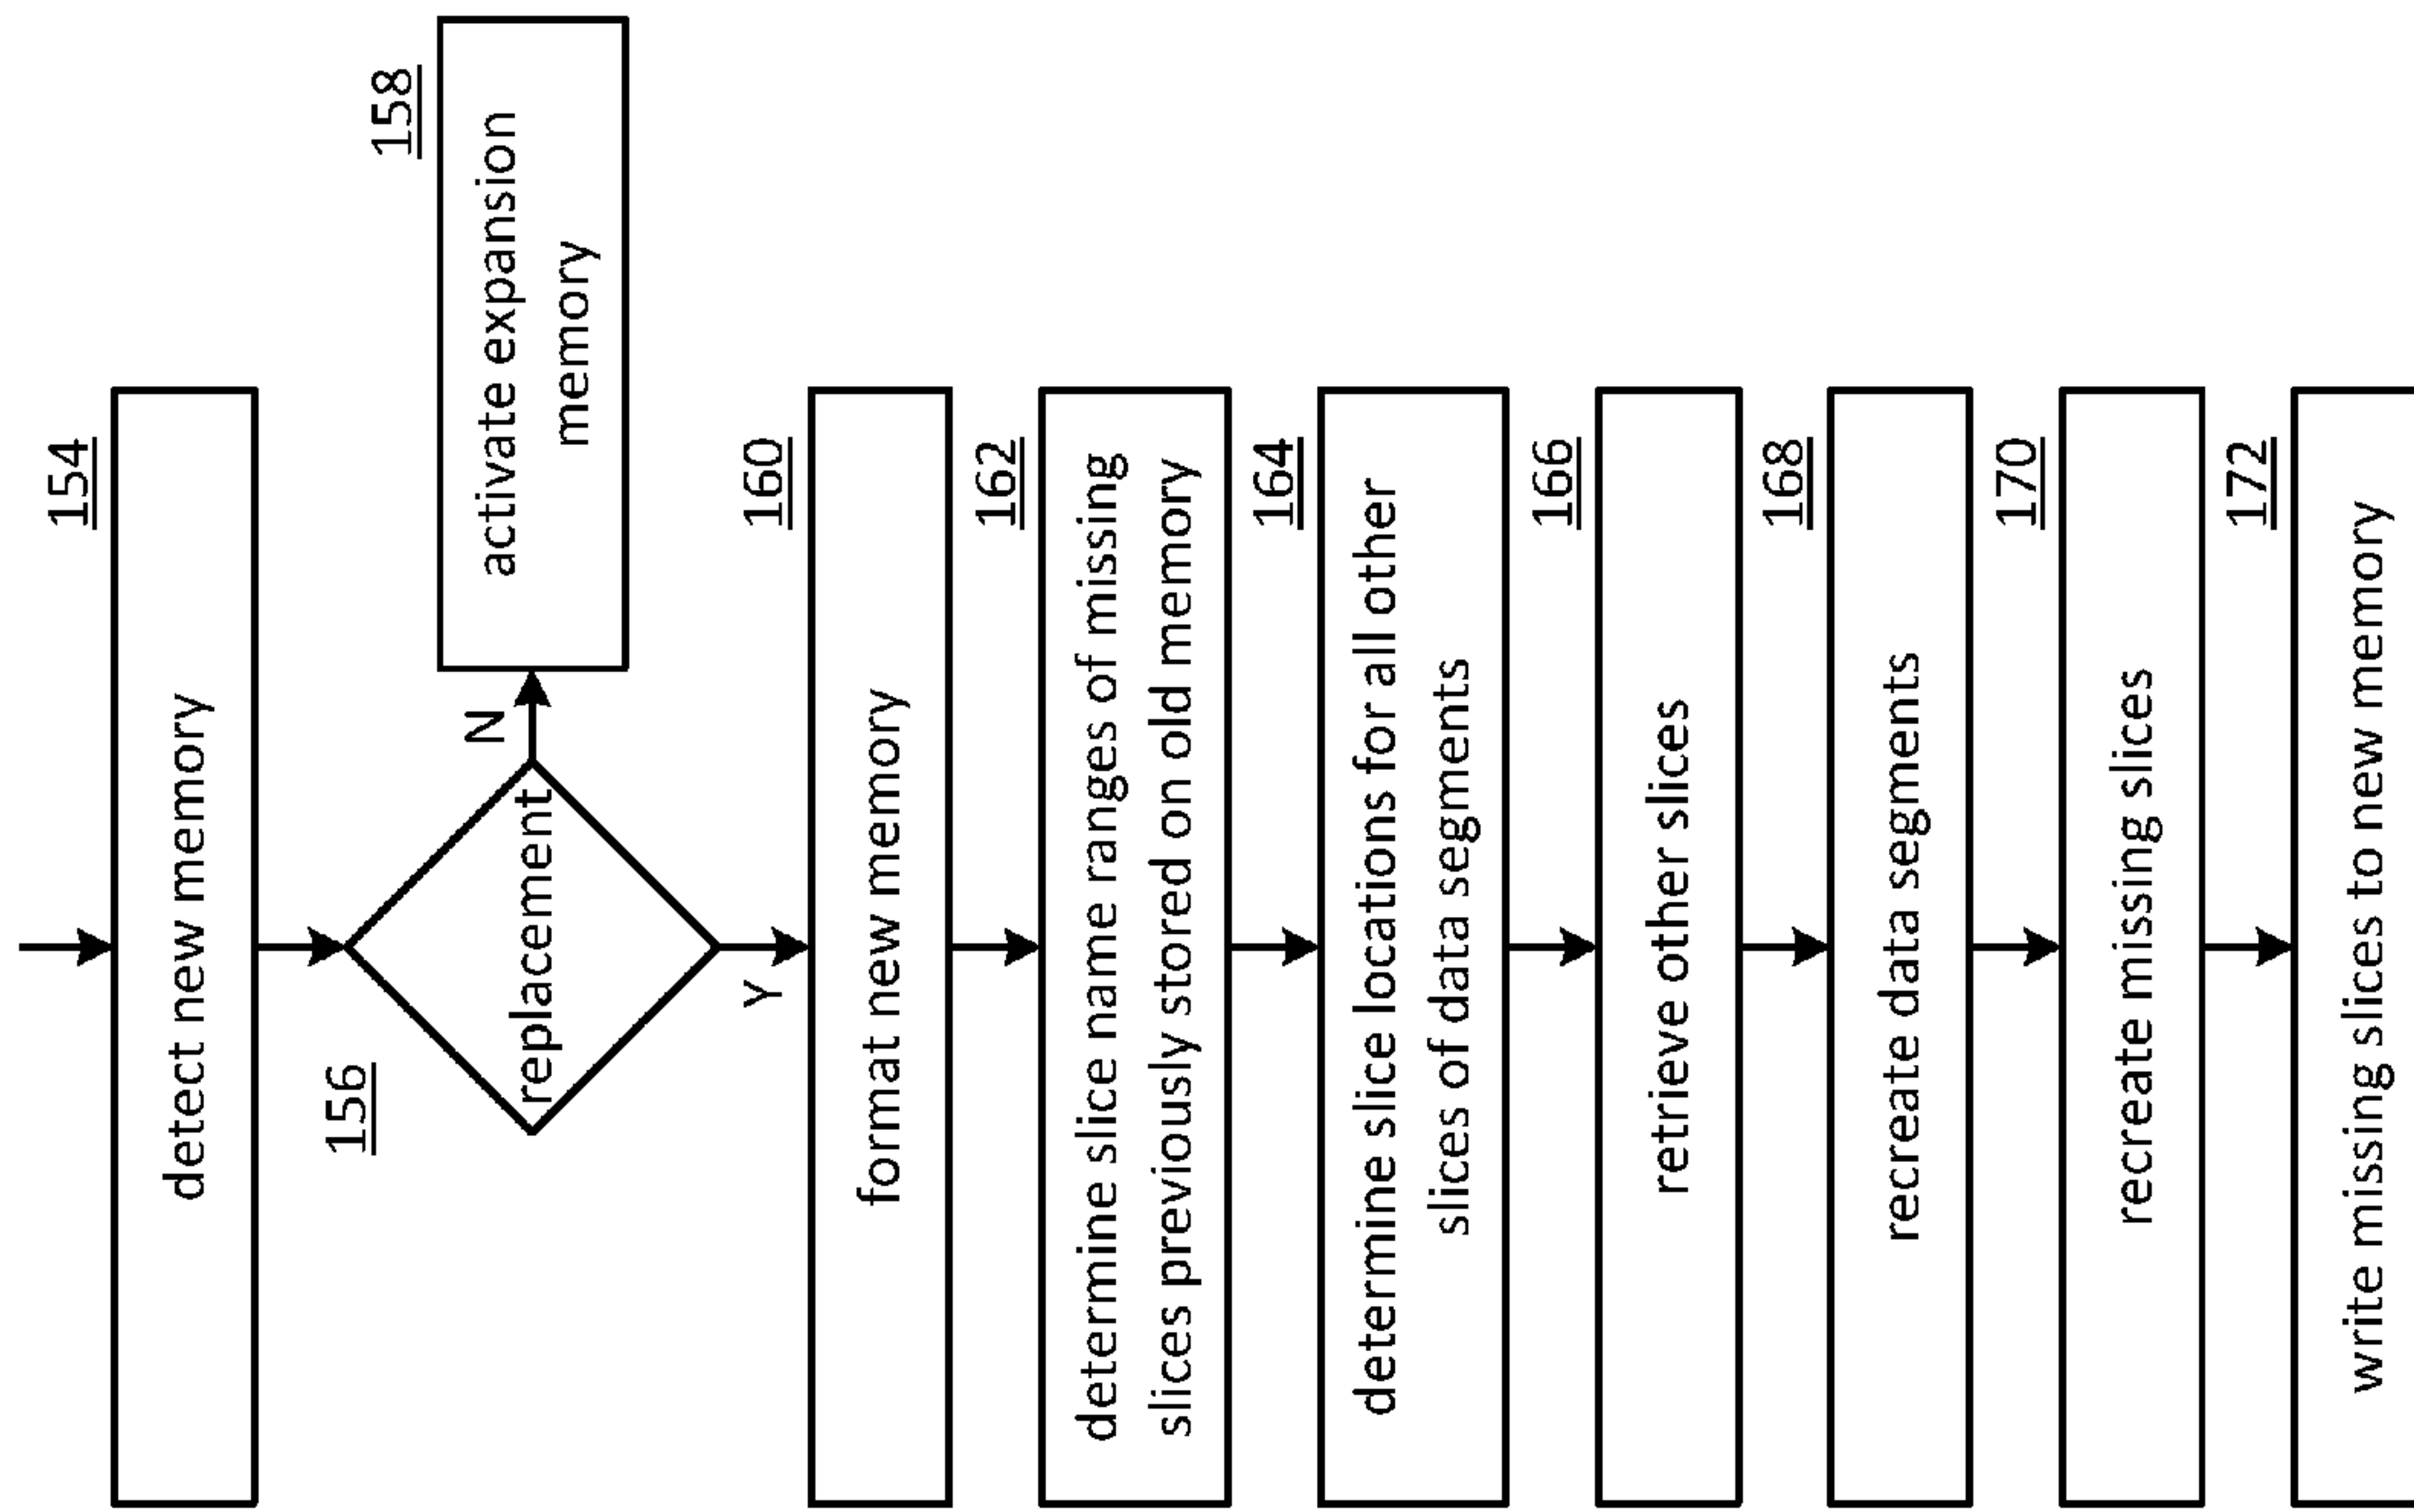 154
detect new memory
156
replacement
N
158
activate expansion
memory
Y
160
format new memory
162
determine slice name ranges of missing
slices previously stored on old memory
164
determine slice locations for all other
slices of data segments
166
retrieve other slices
168
recreate data segments
170
recreate missing slices
172
write missing slices to new memory